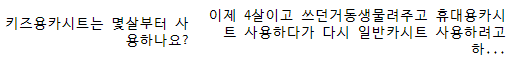 키즈용카시트는 몇살부터 사
용하나요?
이제 4살이고 쓰던거동생물려주고 휴대용카시
트 사용하다가 다시 일반카시트 사용하려고
하...